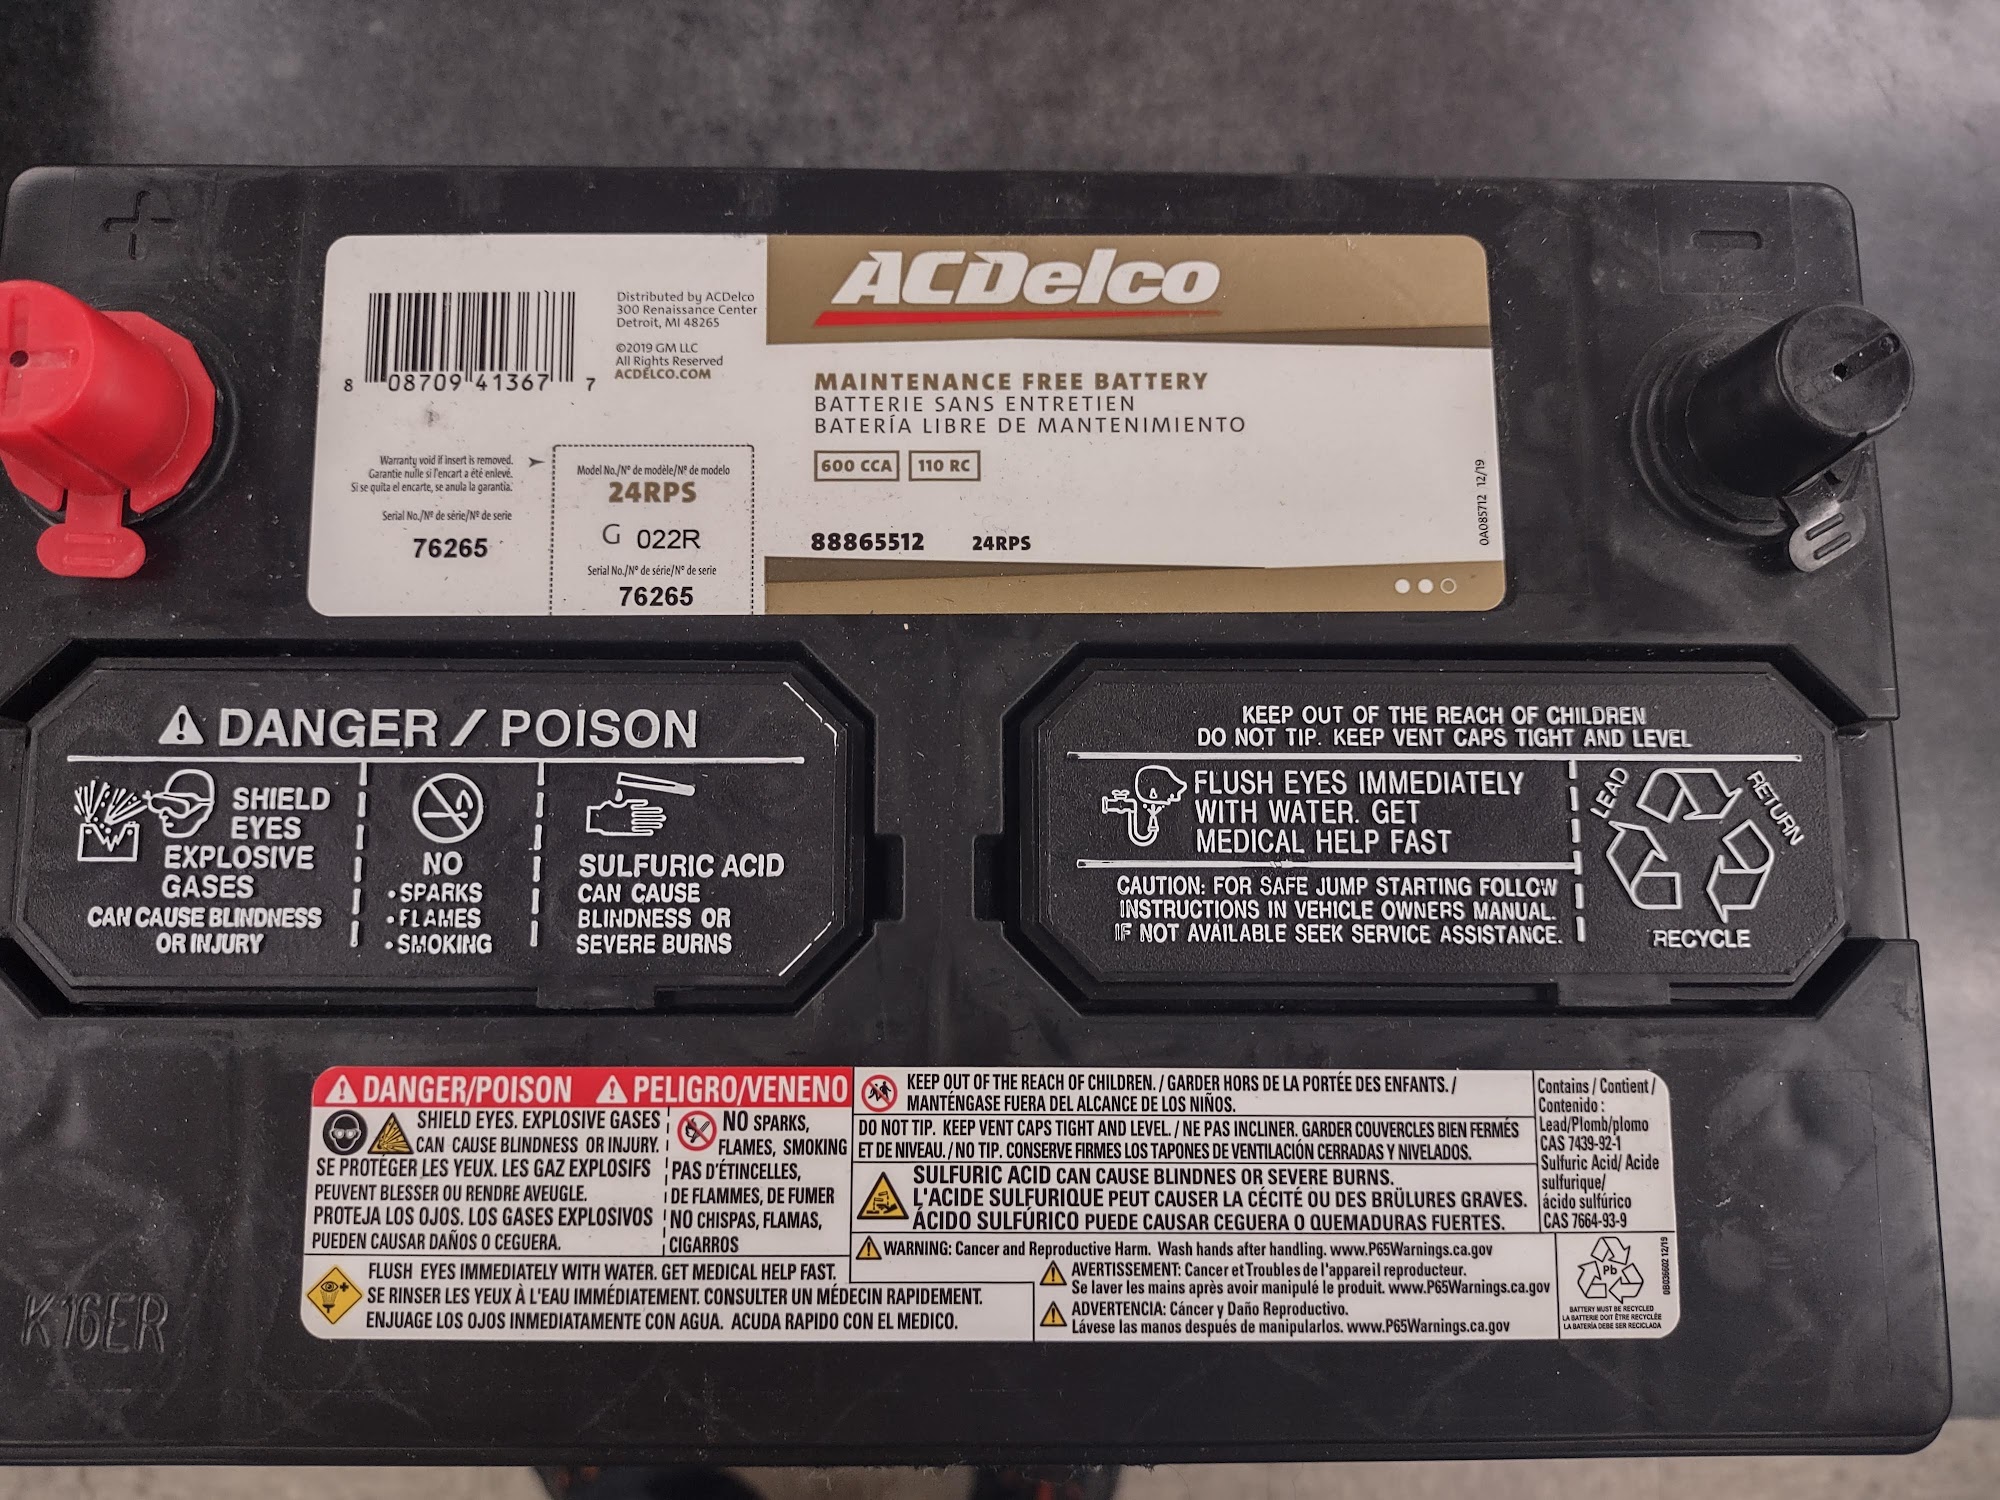 +
8 08709 41367 7
Distributed by ACDelco
300 Renaissance Center
Detroit, MI 48265
©2019 GM LLC
All Rights Reserved
ACDELCO.COM
Warranty void if insert is removed.
Garantie nulle si l'encart a été enlevé.
Si se quita el encarte, se anula la garantía.
Serial No./Nº de série/Nº de serie
76265
Model No./Nº de modèle/Nº de modelo
24RPS
G 022R
Serial No./Nº de série/Nº de serie
76265
ACDelco
MAINTENANCE FREE BATTERY
BATTERIE SANS ENTRETIEN
BATERÍA LIBRE DE MANTENIMIENTO
600 CCA 110 RC
88865512 24RPS
0A085712 12/19
DANGER / POISON
SHIELD
EYES
EXPLOSIVE
GASES
CAN CAUSE BLINDNESS
OR INJURY
NO
• SPARKS
• FLAMES
• SMOKING
SULFURIC ACID
CAN CAUSE
BLINDNESS OR
SEVERE BURNS
KEEP OUT OF THE REACH OF CHILDREN
DO NOT TIP. KEEP VENT CAPS TIGHT AND LEVEL
FLUSH EYES IMMEDIATELY
WITH WATER. GET
MEDICAL HELP FAST
CAUTION: FOR SAFE JUMP STARTING FOLLOW
INSTRUCTIONS IN VEHICLE OWNERS MANUAL.
IF NOT AVAILABLE SEEK SERVICE ASSISTANCE.
LEAD
RETURN
RECYCLE
DANGER/POISON PELIGRO/VENENO
SHIELD EYES. EXPLOSIVE GASES
CAN CAUSE BLINDNESS OR INJURY.
SE PROTÉGER LES YEUX. LES GAZ EXPLOSIFS
PEUVENT BLESSER OU RENDRE AVEUGLE.
PROTEJA LOS OJOS. LOS GASES EXPLOSIVOS
PUEDEN CAUSAR DAÑOS O CEGUERA.
NO SPARKS,
FLAMES, SMOKING
PAS D'ÉTINCELLES,
DE FLAMMES, DE FUMER
NO CHISPAS, FLAMAS,
CIGARROS
FLUSH EYES IMMEDIATELY WITH WATER. GET MEDICAL HELP FAST.
SE RINSER LES YEUX À L'EAU IMMÉDIATEMENT. CONSULTER UN MÉDECIN RAPIDEMENT.
ENJUAGE LOS OJOS INMEDIATAMENTE CON AGUA. ACUDA RAPIDO CON EL MEDICO.
KEEP OUT OF THE REACH OF CHILDREN. / GARDER HORS DE LA PORTÉE DES ENFANTS. /
MANTÉNGASE FUERA DEL ALCANCE DE LOS NIÑOS.
DO NOT TIP. KEEP VENT CAPS TIGHT AND LEVEL. / NE PAS INCLINER. GARDER COUVERCLES BIEN FERMÉS
ET DE NIVEAU. / NO TIP. CONSERVE FIRMES LOS TAPONES DE VENTILACIÓN CERRADAS Y NIVELADOS.
SULFURIC ACID CAN CAUSE BLINDNES OR SEVERE BURNS.
L'ACIDE SULFURIQUE PEUT CAUSER LA CÉCITÉ OU DES BRÛLURES GRAVES.
ÁCIDO SULFÚRICO PUEDE CAUSAR CEGUERA O QUEMADURAS FUERTES.
WARNING: Cancer and Reproductive Harm. Wash hands after handling. www.P65Warnings.ca.gov
AVERTISSEMENT: Cancer et Troubles de l'appareil reproducteur.
Se laver les mains après avoir manipulé le produit. www.P65Warnings.ca.gov
ADVERTENCIA: Cáncer y Daño Reproductivo.
Lávese las manos después de manipularlos. www.P65Warnings.ca.gov
Contains / Contient /
Contenido :
Lead/Plomb/plomo
CAS 7439-92-1
Sulfuric Acid/ Acide
sulfurique/
ácido sulfúrico
CAS 7664-93-9
Pb
BATTERY MUST BE RECYCLED
LA BATTERIE DOIT ÊTRE RECYCLÉE
LA BATERÍA DEBE SER RECICLADA
0B036602 12/19
K16ER